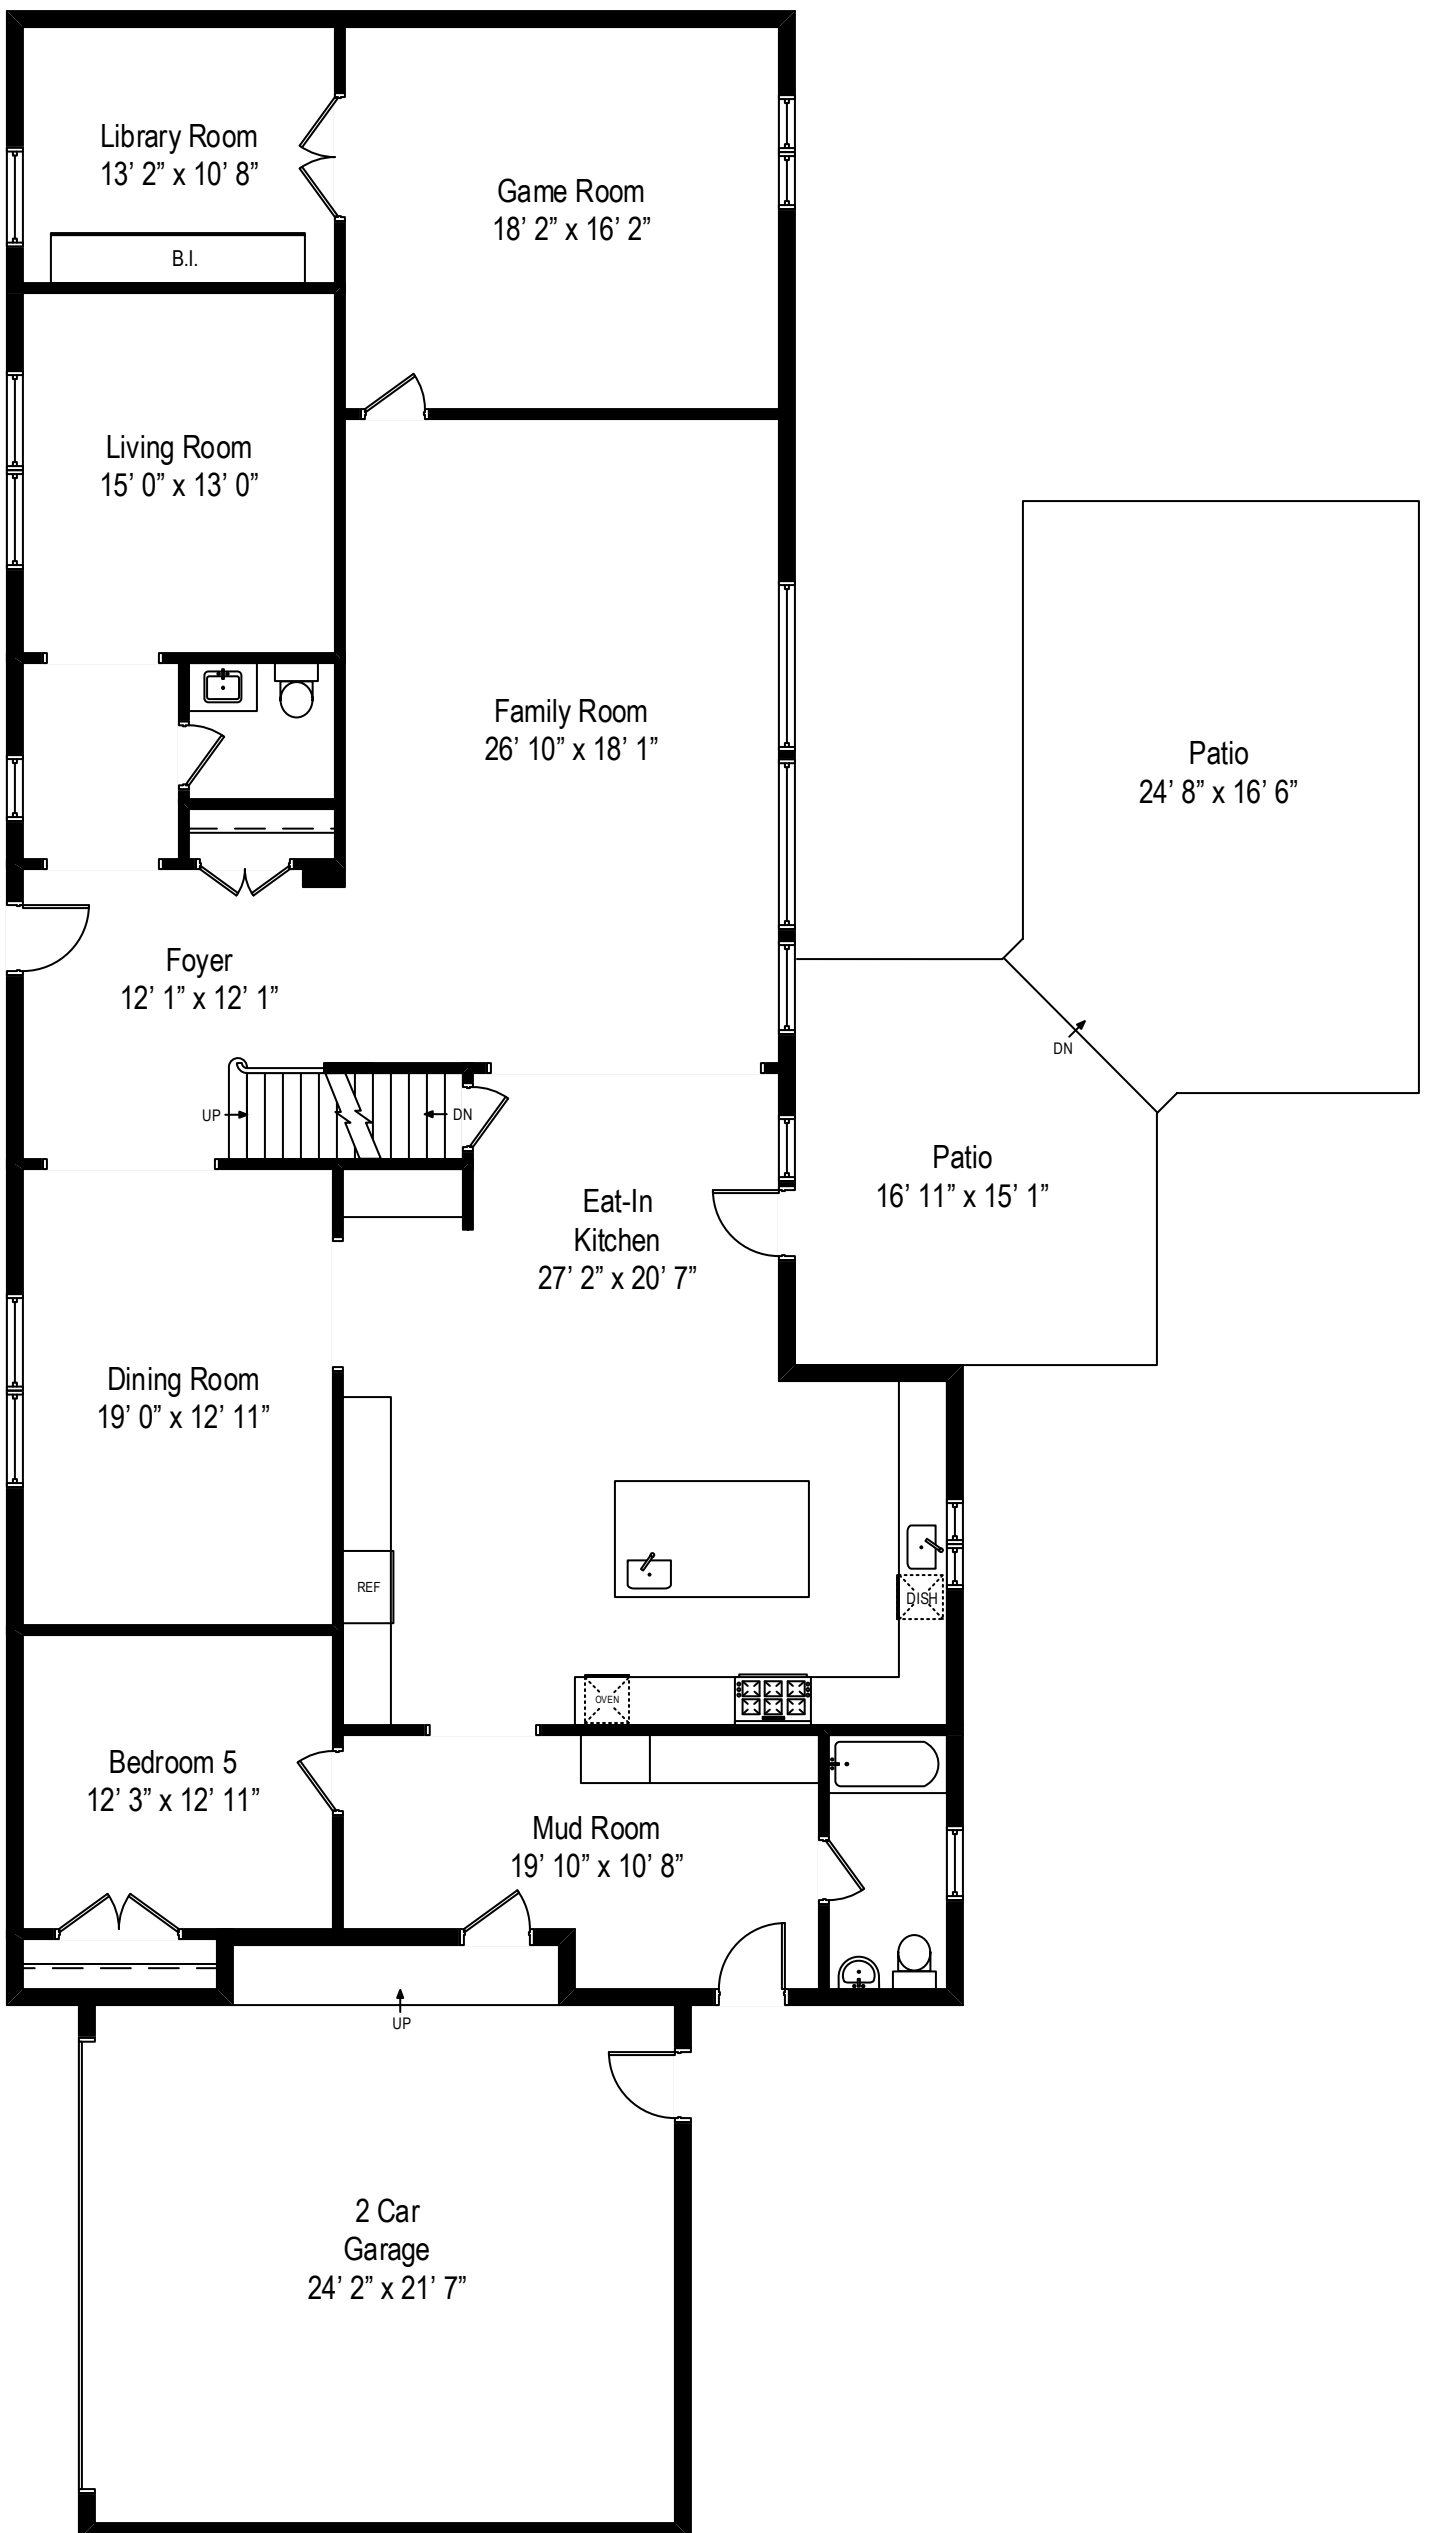 Library Room
13’ 2” x 10’ 8”
B.I.
Game Room
18’ 2” x 16’ 2”
Living Room
15’ 0” x 13’ 0”
Family Room
26’ 10” x 18’ 1”
Patio
24’ 8” x 16’ 6”
Foyer
12’ 1” x 12’ 1”
DN
UP
DN
Patio
16’ 11” x 15’ 1”
Eat-In
Kitchen
27’ 2” x 20’ 7”
Dining Room
19’ 0” x 12’ 11”
REF
DISH
OVEN
Bedroom 5
12’ 3” x 12’ 11”
Mud Room
19’ 10” x 10’ 8”
UP
2 Car
Garage
24’ 2” x 21’ 7”